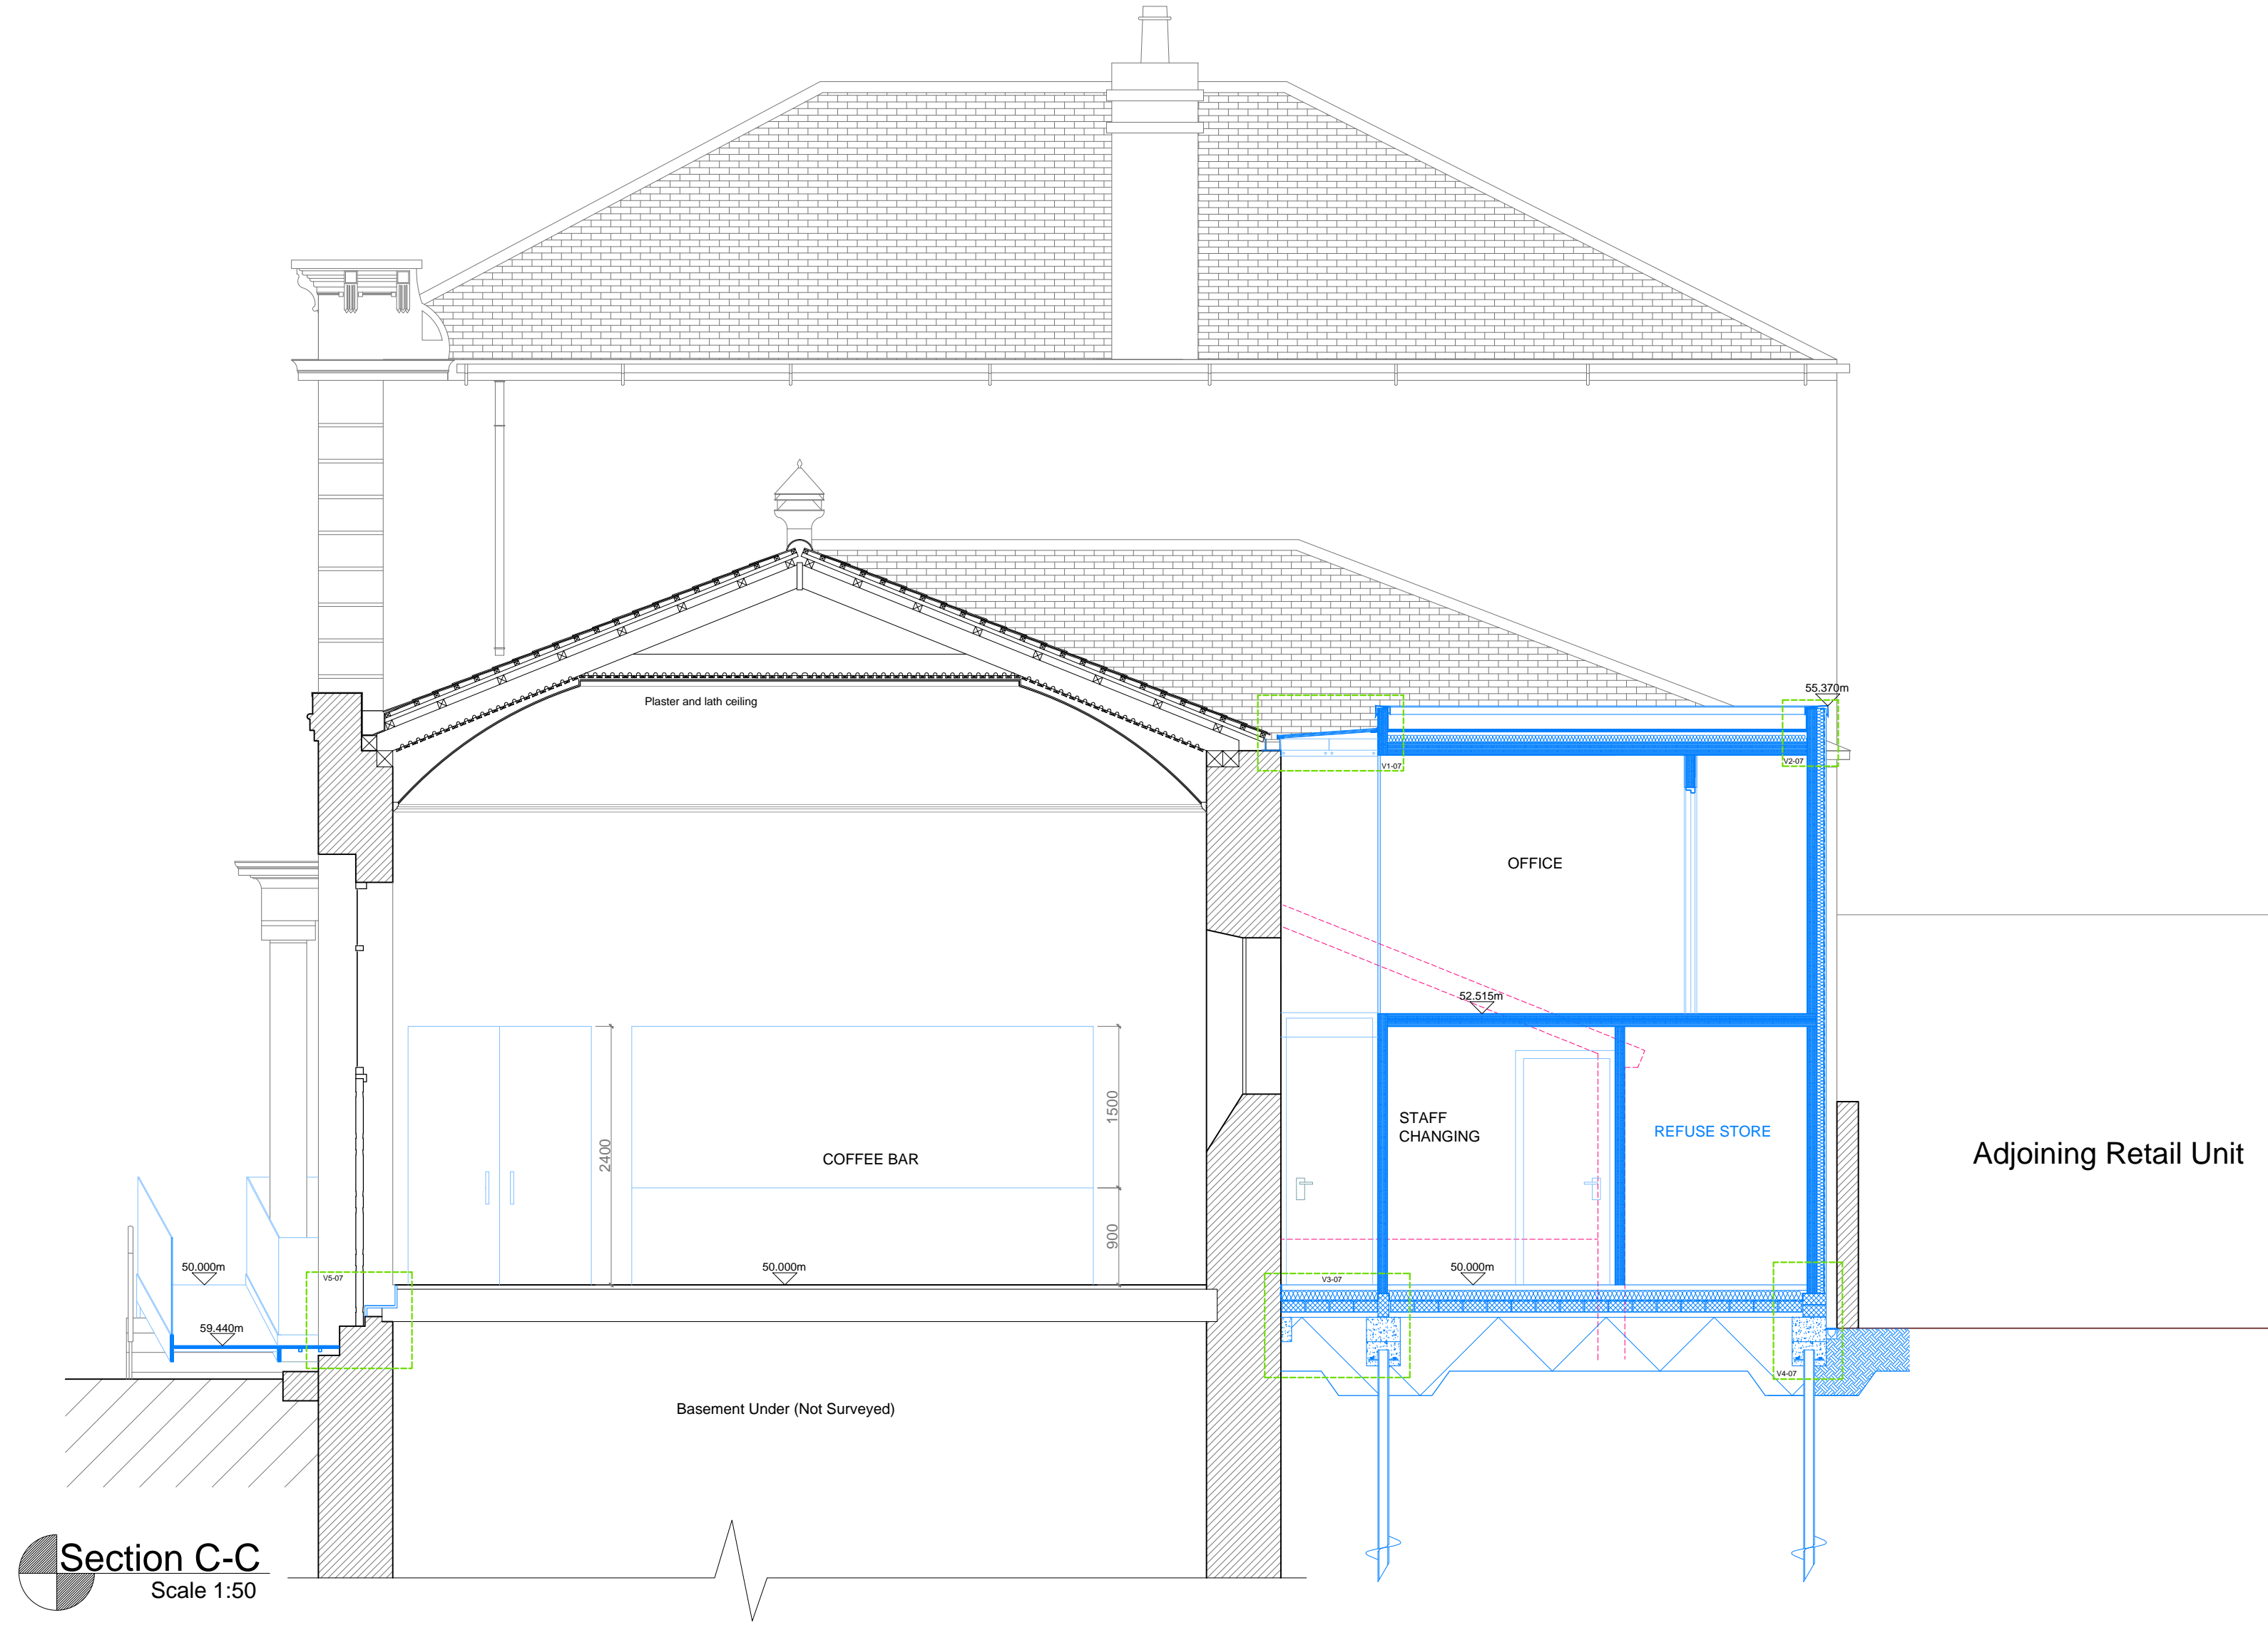 55.370m
Plaster and lath ceiling
V1-07
V2-07
OFFICE
52.515m
2400
1500
STAFF
CHANGING
REFUSE STORE
COFFEE BAR
Adjoining Retail Unit
900
50.000m
V5-07
50.000m
V3-07
50.000m
59.440m
V4-07
Basement Under (Not Surveyed)
Section C-C
Scale 1:50